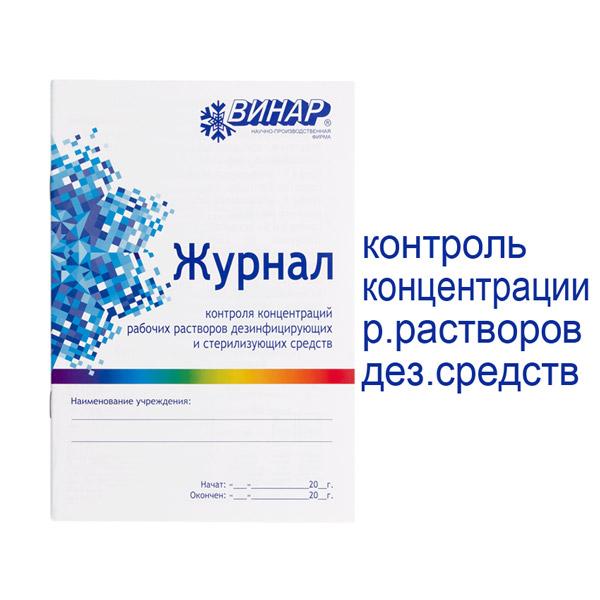 ВИНАР®
НАУЧНО-ПРОИЗВОДСТВЕННАЯ
ФИРМА
Журнал
контроля концентраций
рабочих растворов дезинфицирующих
и стерилизующих средств
Наименование учреждения:
Начат: –___–__________20__г.
Окончен: –___–__________20__г.
контроль
концентрации
р.растворов
дез.средств